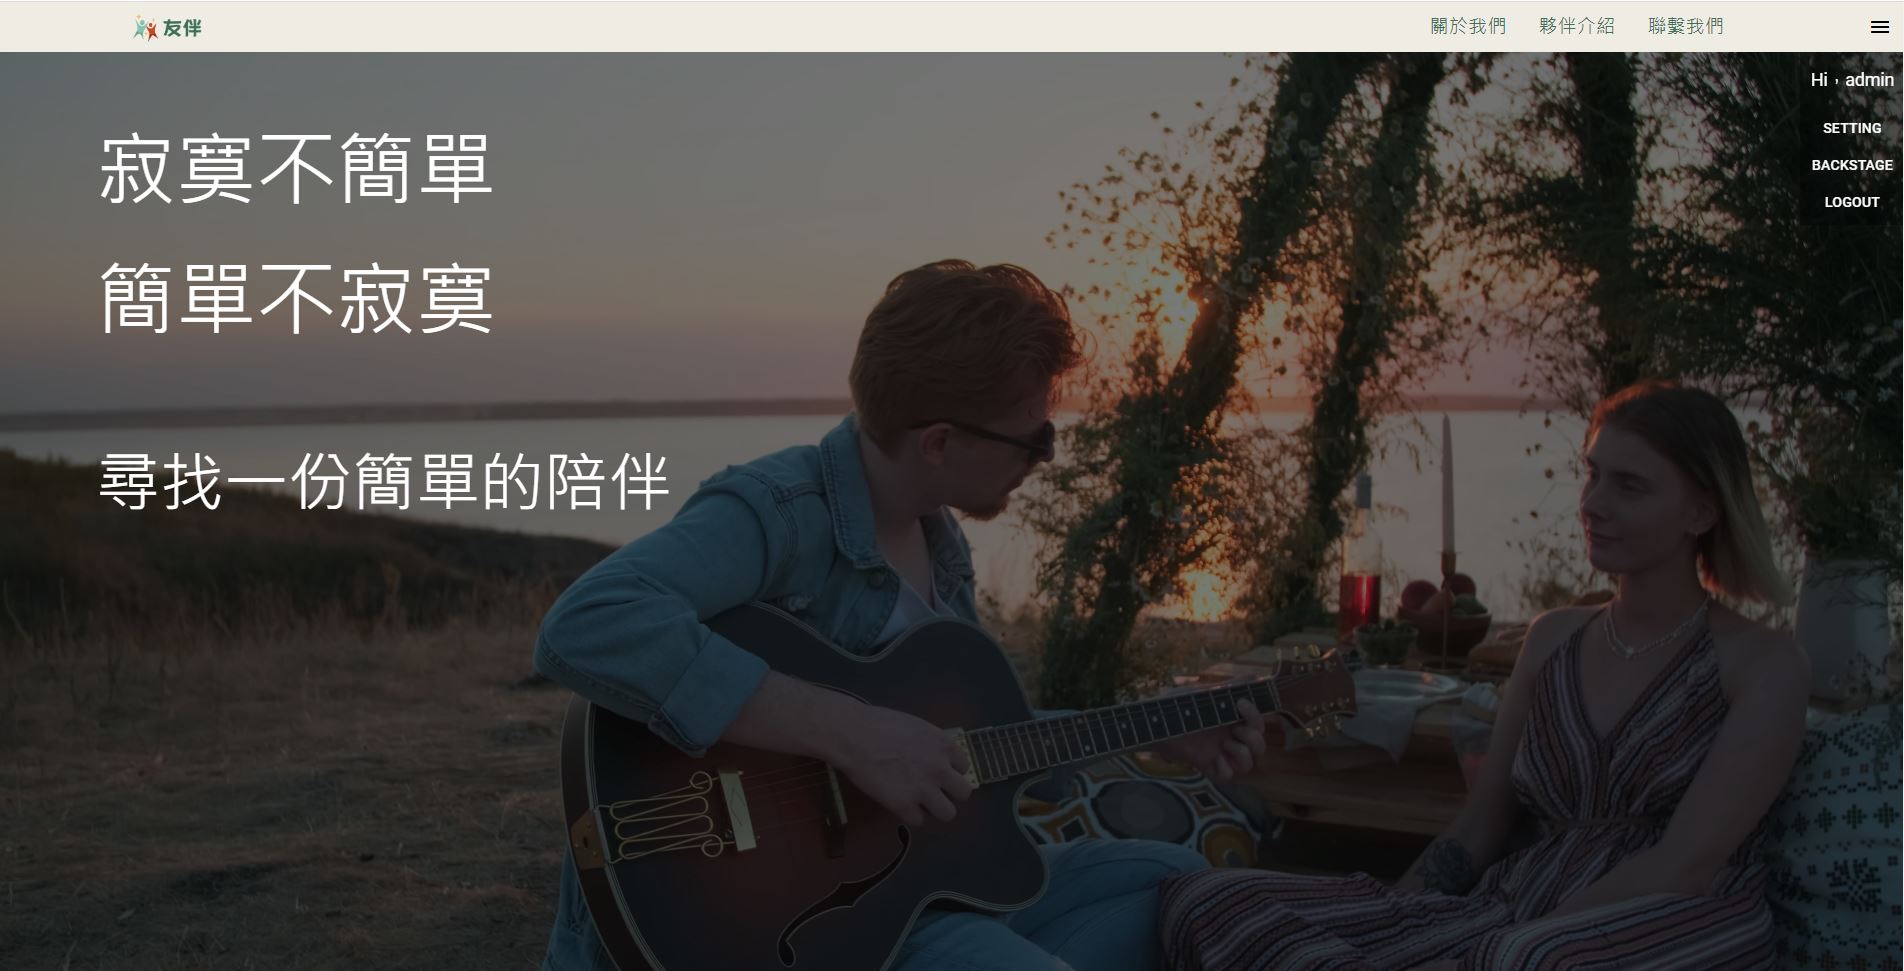 友伴
關於我們 夥伴介紹 聯繫我們
Hi，admin
SETTING
BACKSTAGE
LOGOUT
寂寞不簡單
簡單不寂寞
尋找一份簡單的陪伴